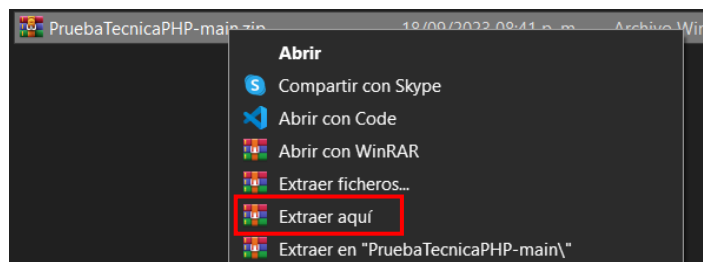 PruebaTecnicaPHP-main.zip 18/09/2023 08:41 p. m. Archivo Win
Abrir
Compartir con Skype
Abrir con Code
Abrir con WinRAR
Extraer ficheros...
Extraer aquí
Extraer en "PruebaTecnicaPHP-main\"